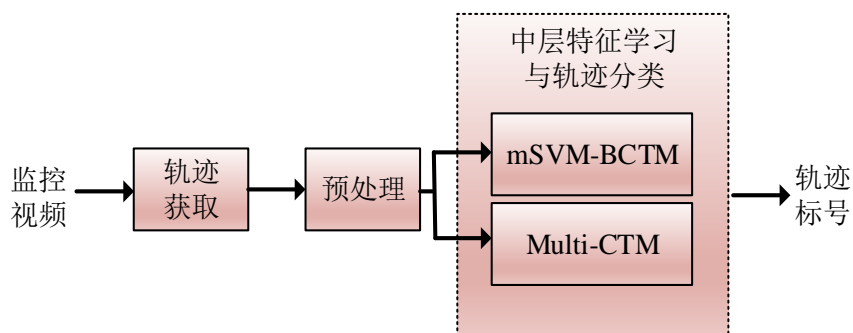 监控
视频
轨迹
获取
预处理
中层特征学习
与轨迹分类
mSVM-BCTM
Multi-CTM
轨迹
标号